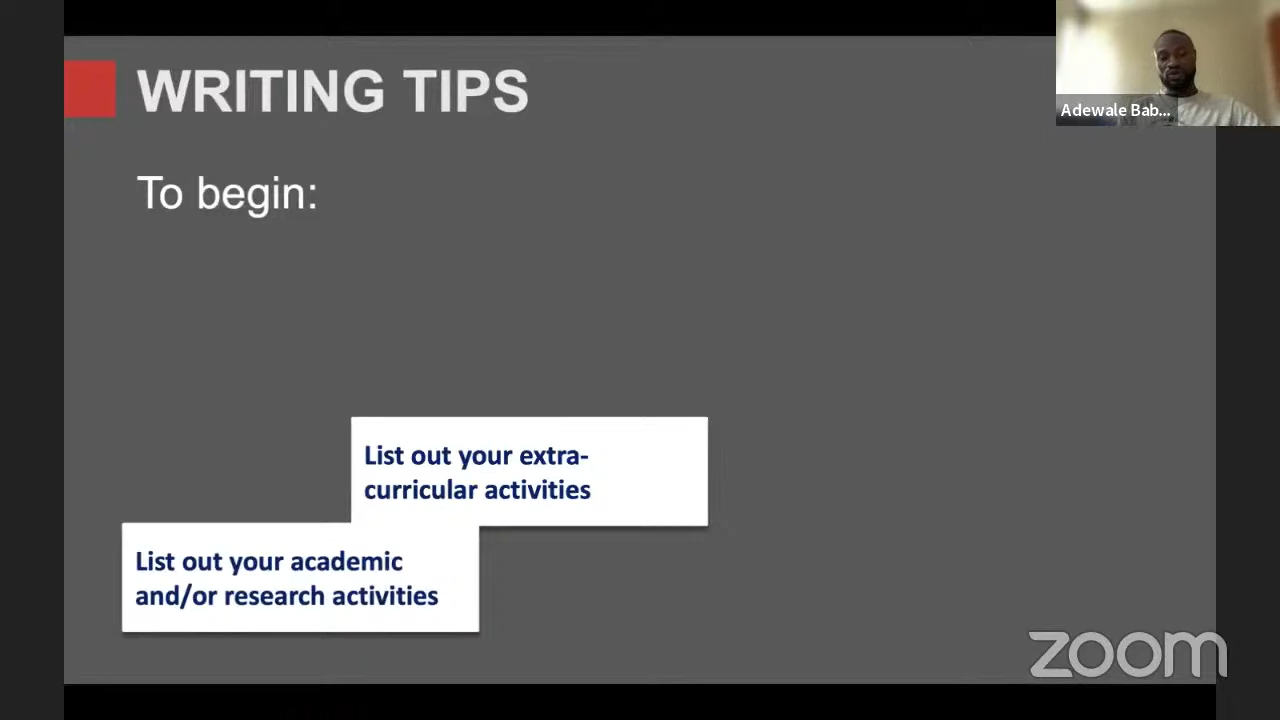 WRITING TIPS
Adewale Bab...
To begin:
List out your extra-
curricular activities
List out your academic
and/or research activities
zoom